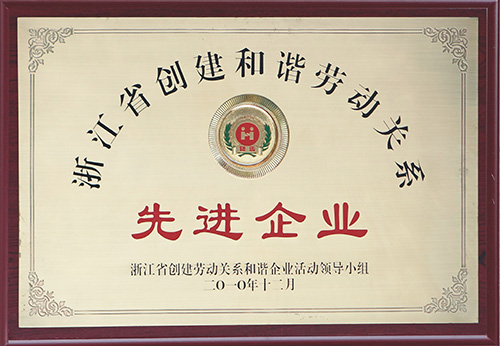 浙江省创建和谐劳动关系
先进企业
浙江省创建劳动关系和谐企业活动领导小组
二〇一〇年十二月